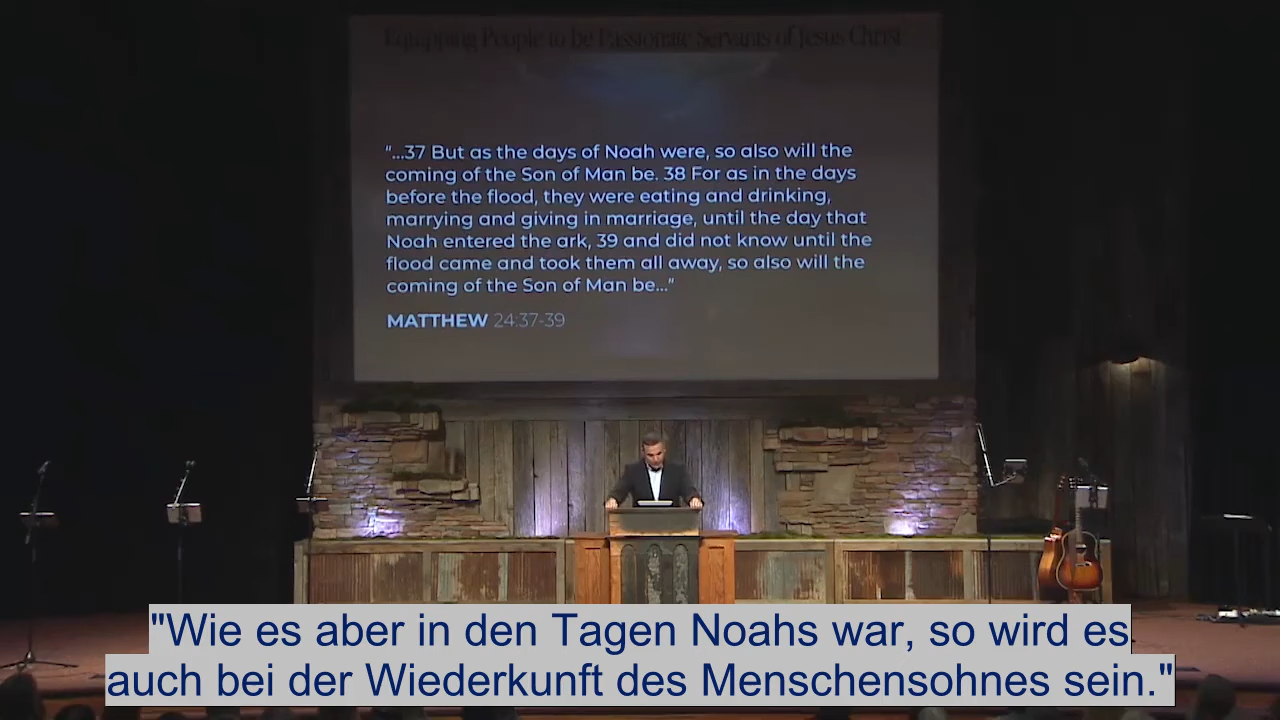 Equipping People to be Passionate Servants of Jesus Christ
"...37 But as the days of Noah were, so also will the
coming of the Son of Man be. 38 For as in the days
before the flood, they were eating and drinking,
marrying and giving in marriage, until the day that
Noah entered the ark, 39 and did not know until the
flood came and took them all away, so also will the
coming of the Son of Man be..."
MATTHEW 24:37-39
"Wie es aber in den Tagen Noahs war, so wird es
auch bei der Wiederkunft des Menschensohnes sein."